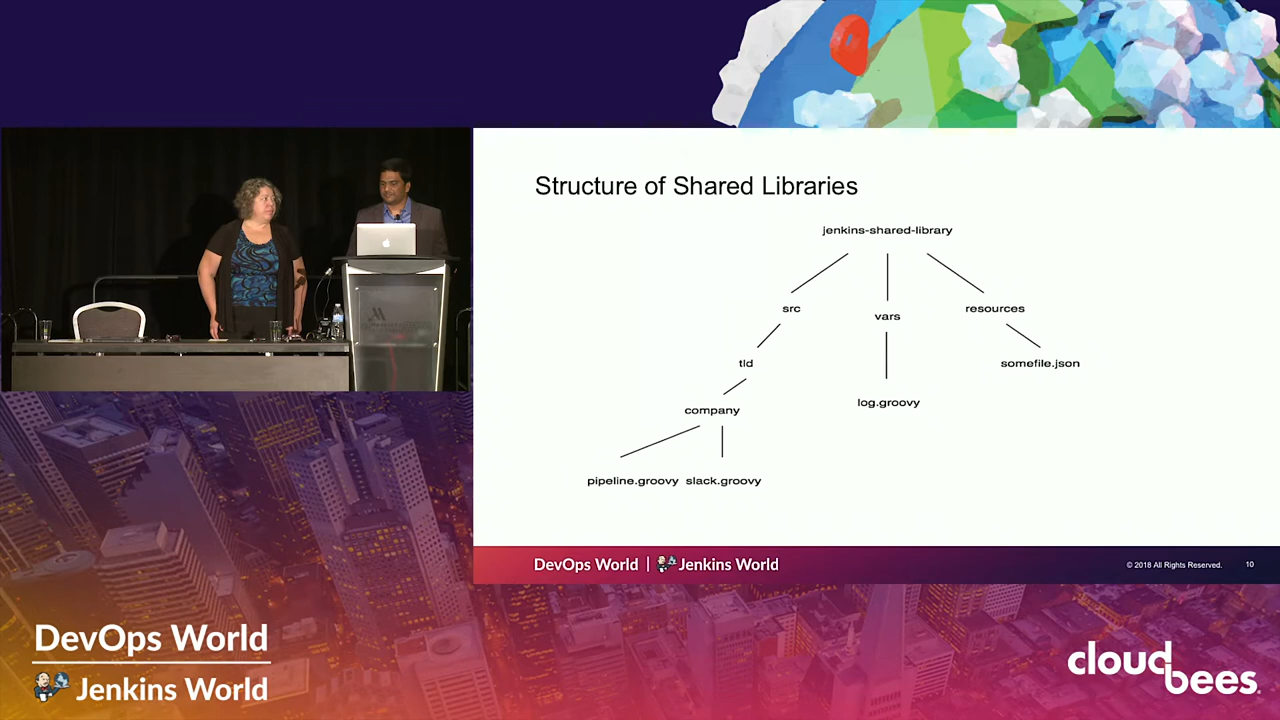 Structure of Shared Libraries
jenkins-shared-library
src
vars
resources
tld
somefile.json
company
log.groovy
pipeline.groovy
slack.groovy
DevOps World | Jenkins World
© 2018 All Rights Reserved.
10
DevOps World
Jenkins World
cloudbees.